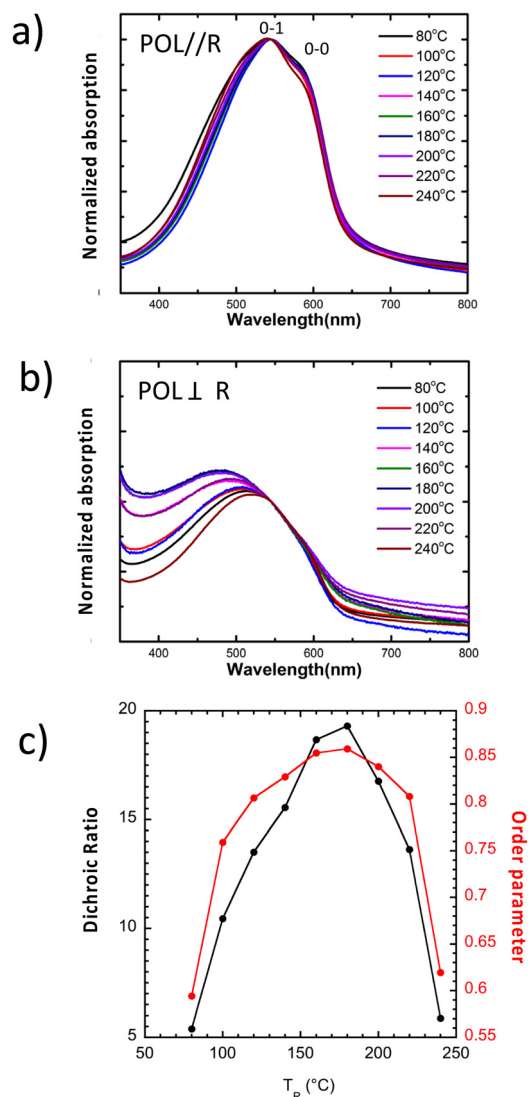 a)
POL//R
0-1
0-0
80°C
100°C
120°C
140°C
160°C
180°C
200°C
220°C
240°C
Normalized absorption
400 500 600 700 800
Wavelength(nm)
b)
POL⊥ R
80°C
100°C
120°C
140°C
160°C
180°C
200°C
220°C
240°C
Normalized absorption
400 500 600 700 800
Wavelength(nm)
c)
20
15
10
5
Dichroic Ratio
0.9
0.85
0.8
0.75
0.7
0.65
0.6
0.55
Order parameter
50 100 150 200 250
T_R (°C)